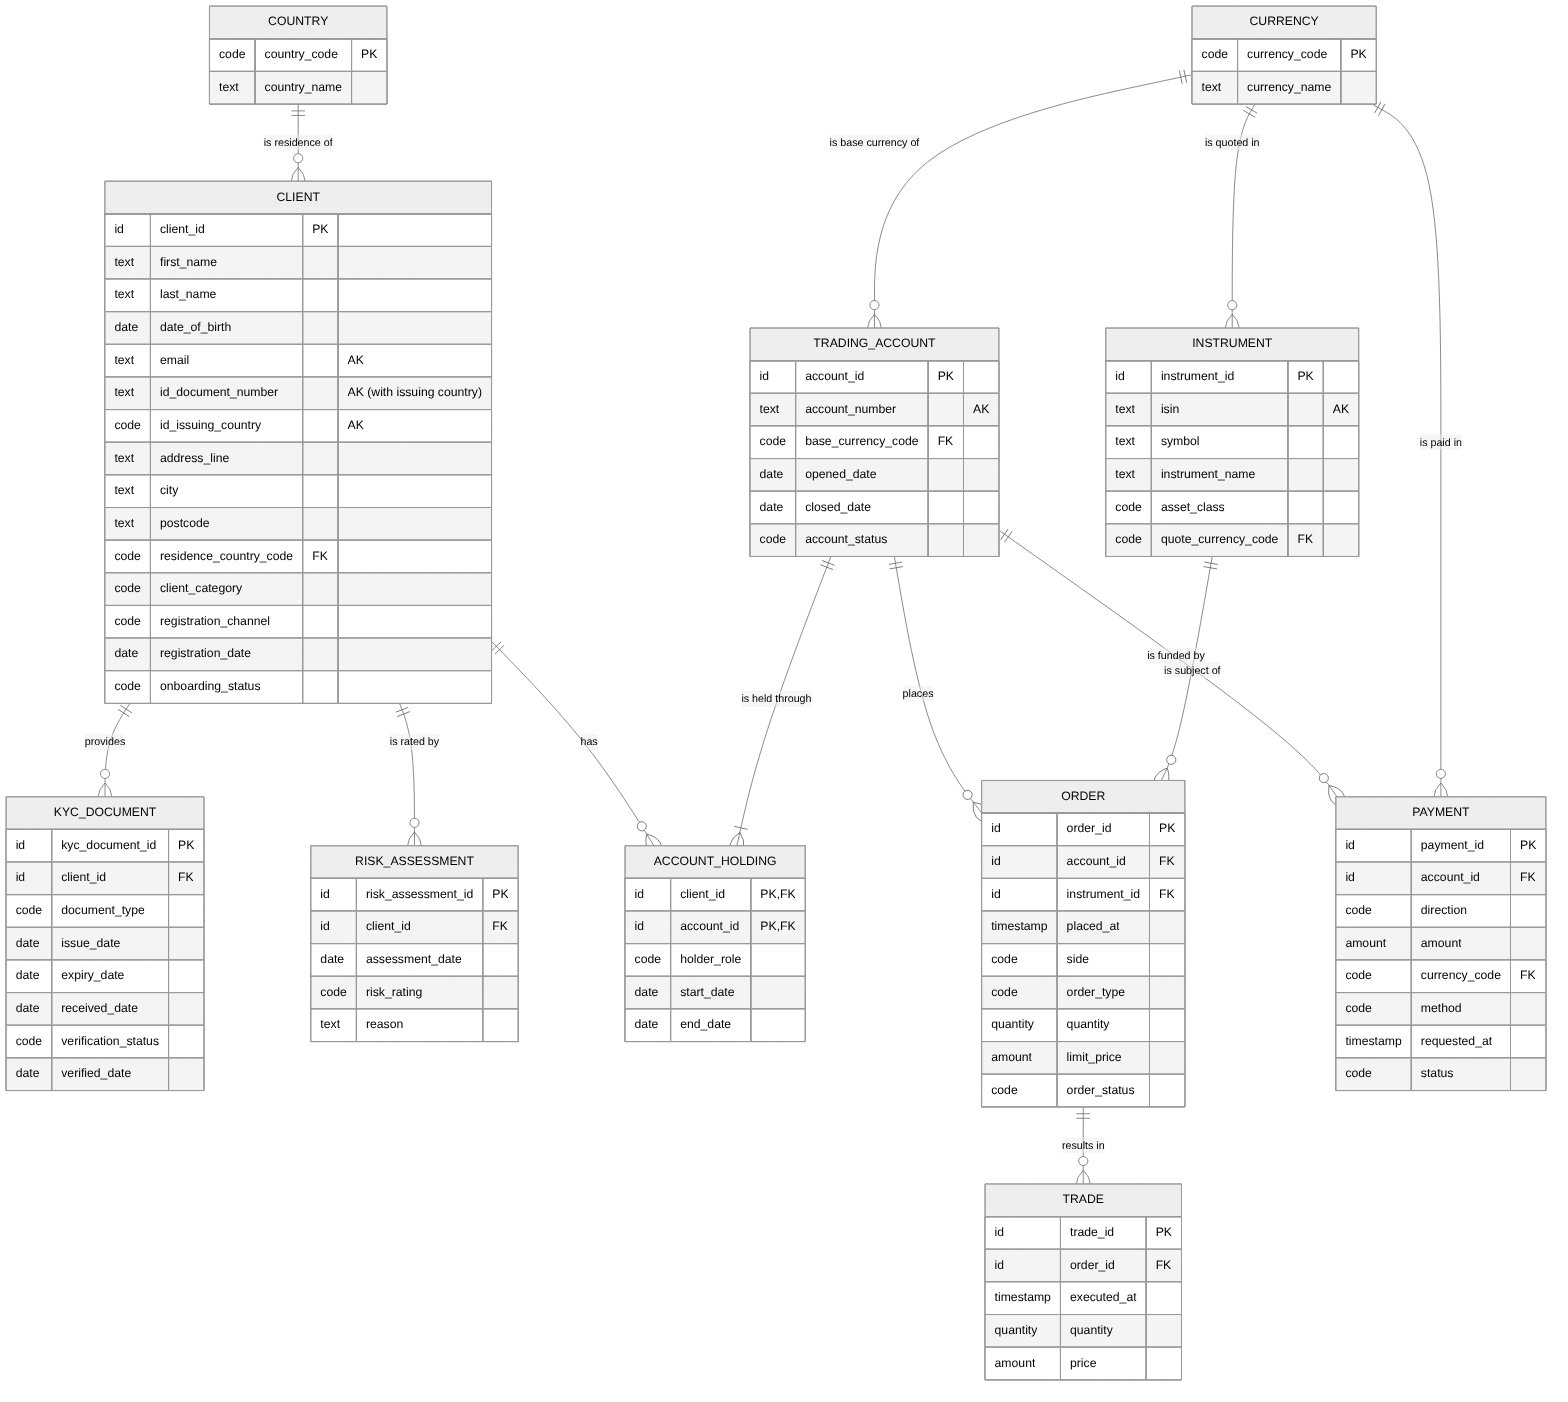 COUNTRY
code country_code PK
text country_name
CURRENCY
code currency_code PK
text currency_name
is residence of
is base currency of
is quoted in
is paid in
CLIENT
id client_id PK
text first_name
text last_name
date date_of_birth
text email AK
text id_document_number AK (with issuing country)
code id_issuing_country AK
text address_line
text city
text postcode
code residence_country_code FK
code client_category
code registration_channel
date registration_date
code onboarding_status
TRADING_ACCOUNT
id account_id PK
text account_number AK
code base_currency_code FK
date opened_date
date closed_date
code account_status
INSTRUMENT
id instrument_id PK
text isin AK
text symbol
text instrument_name
code asset_class
code quote_currency_code FK
provides
is rated by
has
is held through
places
is funded by
is subject of
KYC_DOCUMENT
id kyc_document_id PK
id client_id FK
code document_type
date issue_date
date expiry_date
date received_date
code verification_status
date verified_date
RISK_ASSESSMENT
id risk_assessment_id PK
id client_id FK
date assessment_date
code risk_rating
text reason
ACCOUNT_HOLDING
id client_id PK,FK
id account_id PK,FK
code holder_role
date start_date
date end_date
ORDER
id order_id PK
id account_id FK
id instrument_id FK
timestamp placed_at
code side
code order_type
quantity quantity
amount limit_price
code order_status
PAYMENT
id payment_id PK
id account_id FK
code direction
amount amount
code currency_code FK
code method
timestamp requested_at
code status
results in
TRADE
id trade_id PK
id order_id FK
timestamp executed_at
quantity quantity
amount price